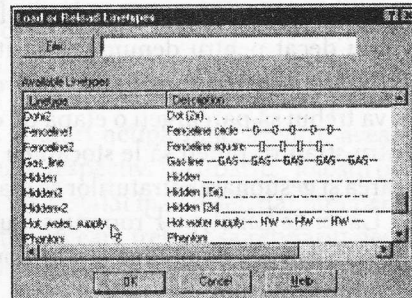 Load or Reload Linetypes
File...
Available Linetypes
Linetype Description
Dotx2 Dot (2x)
Fenceline1 Fenceline circle ---0---0---0---0---0---
Fenceline2 Fenceline square ---[]---[]---[]---[]---
Gas_line Gas line ---GAS---GAS---GAS---GAS---
Hidden Hidden
Hidden2 Hidden (.5x)
Hiddenx2 Hidden (2x)
Hot_water_supply Hot water supply --- HW --- HW --- HW ---
Phantom Phantom
OK Cancel Help